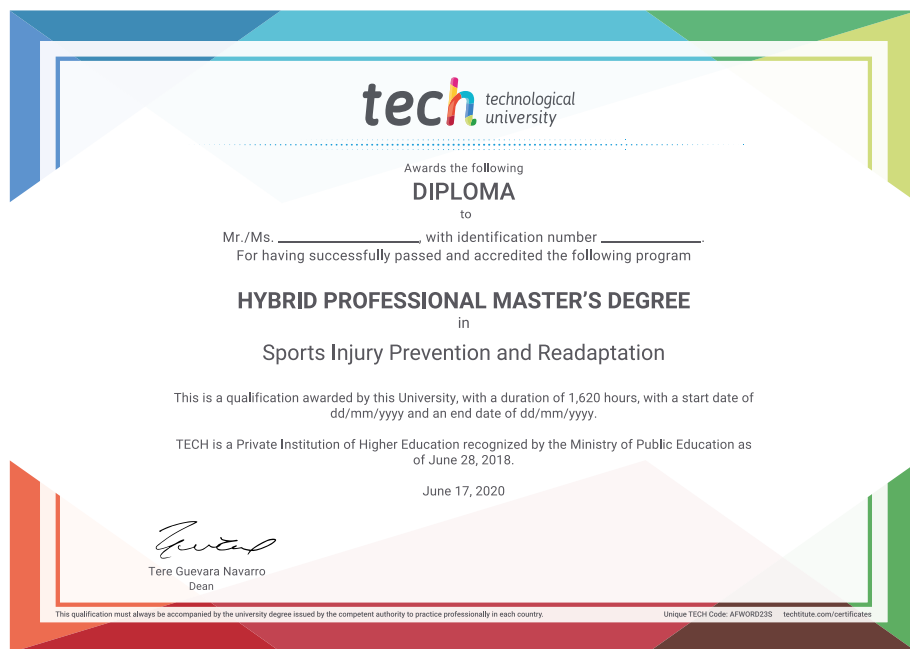 tech technological
university
Awards the following
DIPLOMA
to
Mr./Ms. ____________________, with identification number ______________.
For having successfully passed and accredited the following program
HYBRID PROFESSIONAL MASTER’S DEGREE
in
Sports Injury Prevention and Readaptation
This is a qualification awarded by this University, with a duration of 1,620 hours, with a start date of
dd/mm/yyyy and an end date of dd/mm/yyyy.
TECH is a Private Institution of Higher Education recognized by the Ministry of Public Education as
of June 28, 2018.
June 17, 2020
Tere Guevara Navarro
Dean
This qualification must always be accompanied by the university degree issued by the competent authority to practice professionally in each country. Unique TECH Code: AFWORD23S techtitute.com/certificates